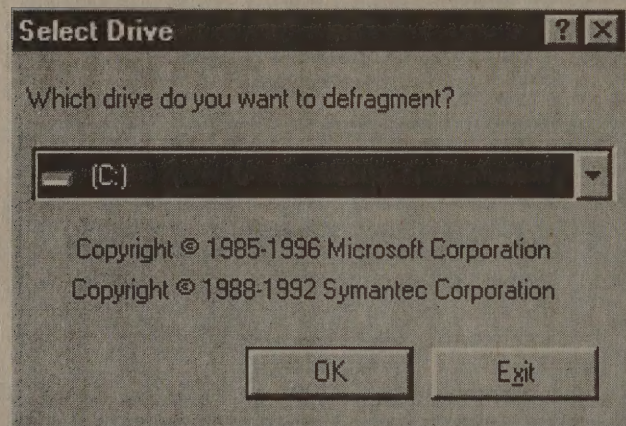 Select Drive
Which drive do you want to defragment?
(C:)
Copyright © 1985-1996 Microsoft Corporation
Copyright © 1988-1992 Symantec Corporation
OK Exit